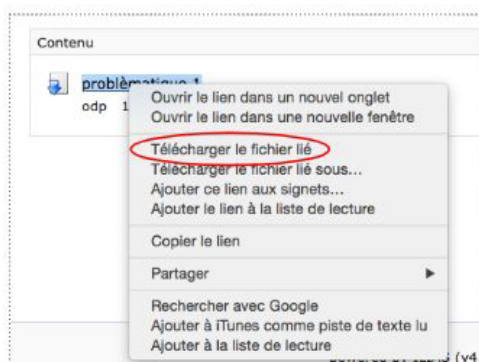 Contenu
problèmatique 1
odp 1
Ouvrir le lien dans un nouvel onglet
Ouvrir le lien dans une nouvelle fenêtre
Télécharger le fichier lié
Télécharger le fichier lié sous...
Ajouter ce lien aux signets...
Ajouter le lien à la liste de lecture
Copier le lien
Partager
Rechercher avec Google
Ajouter à iTunes comme piste de texte lu
Ajouter à la liste de lecture
(v4